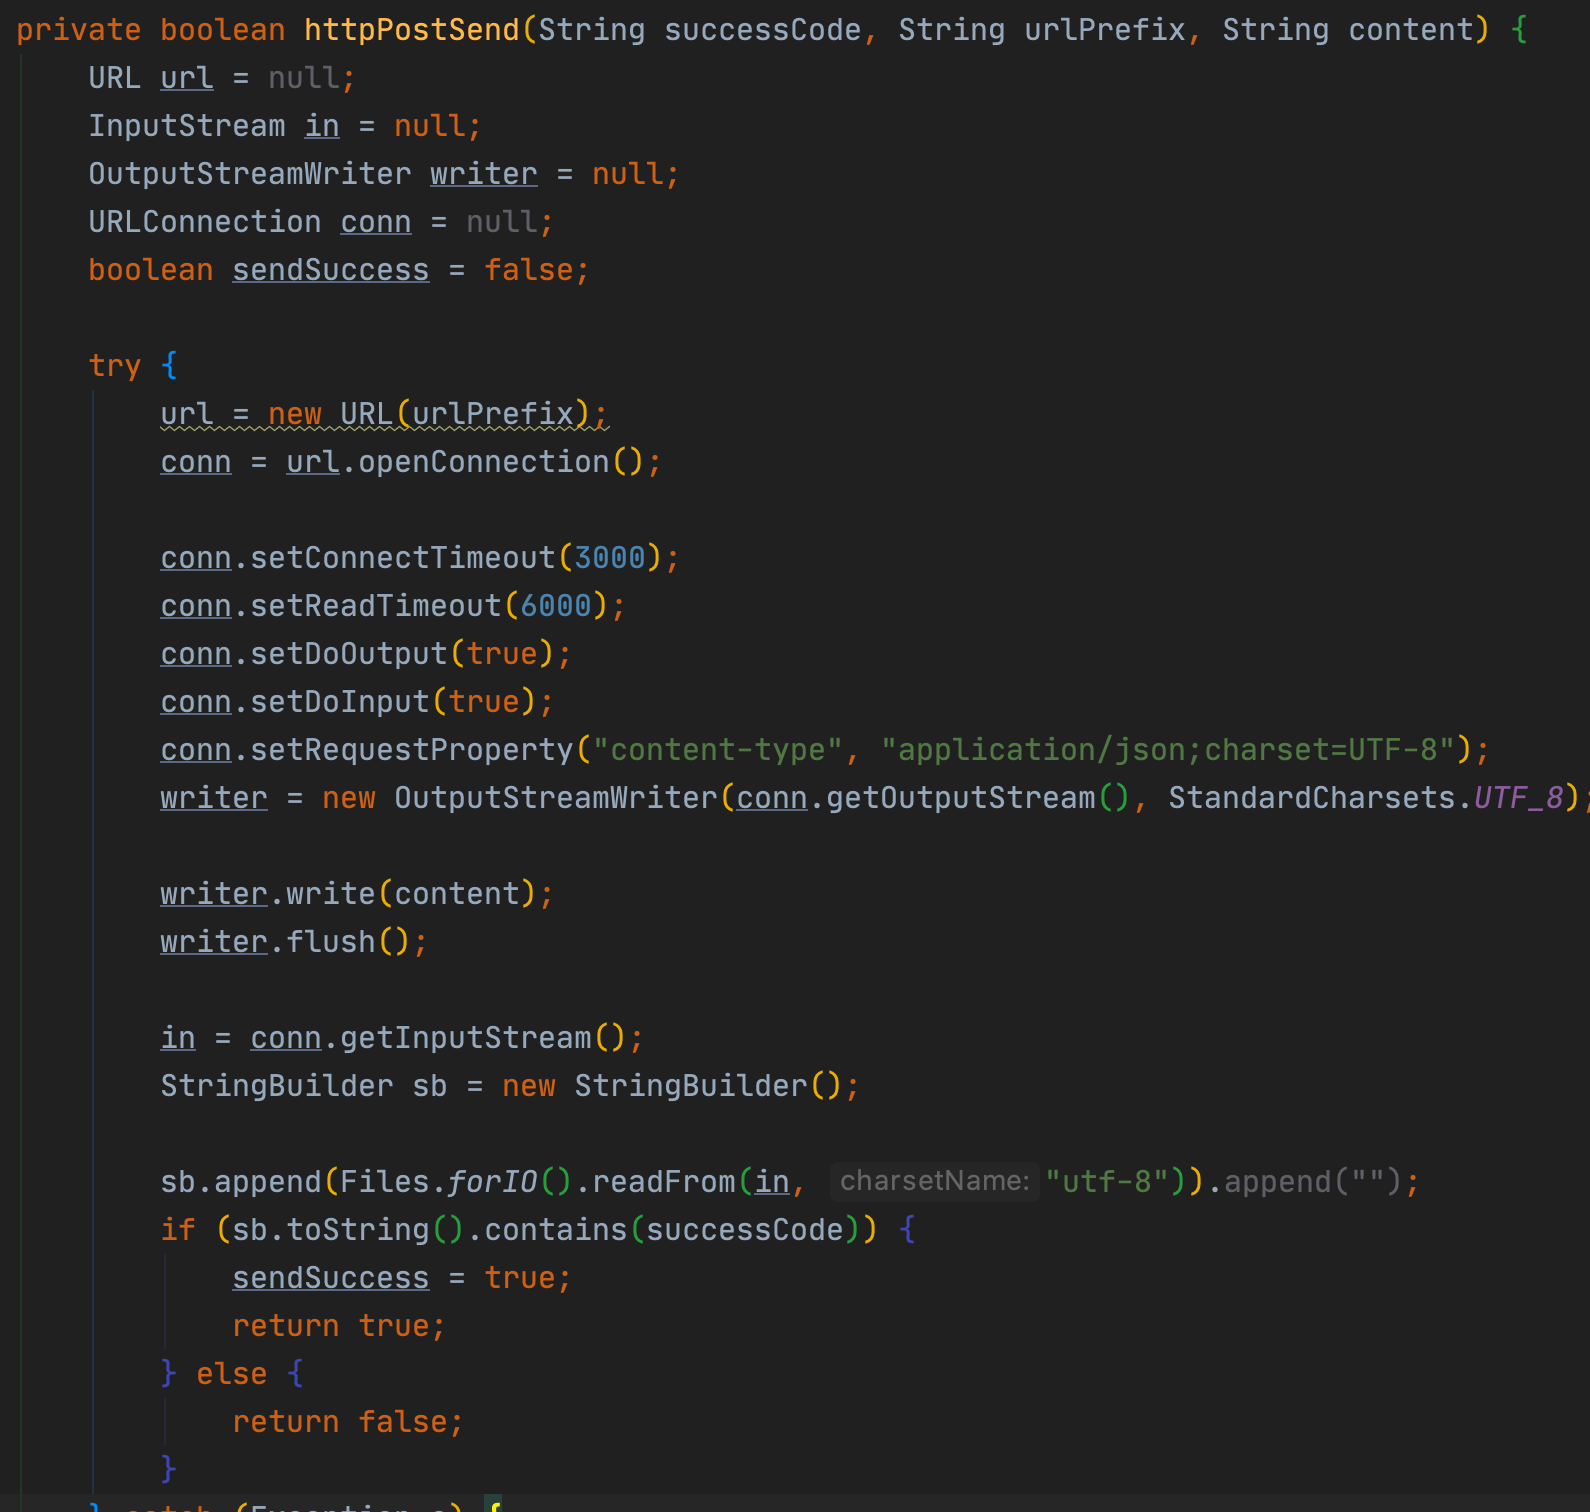 private boolean httpPostSend(String successCode, String urlPrefix, String content) {
URL url = null;
InputStream in = null;
OutputStreamWriter writer = null;
URLConnection conn = null;
boolean sendSuccess = false;
try {
url = new URL(urlPrefix);
conn = url.openConnection();
conn.setConnectTimeout(3000);
conn.setReadTimeout(6000);
conn.setDoOutput(true);
conn.setDoInput(true);
conn.setRequestProperty("content-type", "application/json;charset=UTF-8");
writer = new OutputStreamWriter(conn.getOutputStream(), StandardCharsets.UTF_8);
writer.write(content);
writer.flush();
in = conn.getInputStream();
StringBuilder sb = new StringBuilder();
sb.append(Files.forIO().readFrom(in, charsetName: "utf-8")).append("");
if (sb.toString().contains(successCode)) {
sendSuccess = true;
return true;
} else {
return false;
}
} catch (Exception e) {